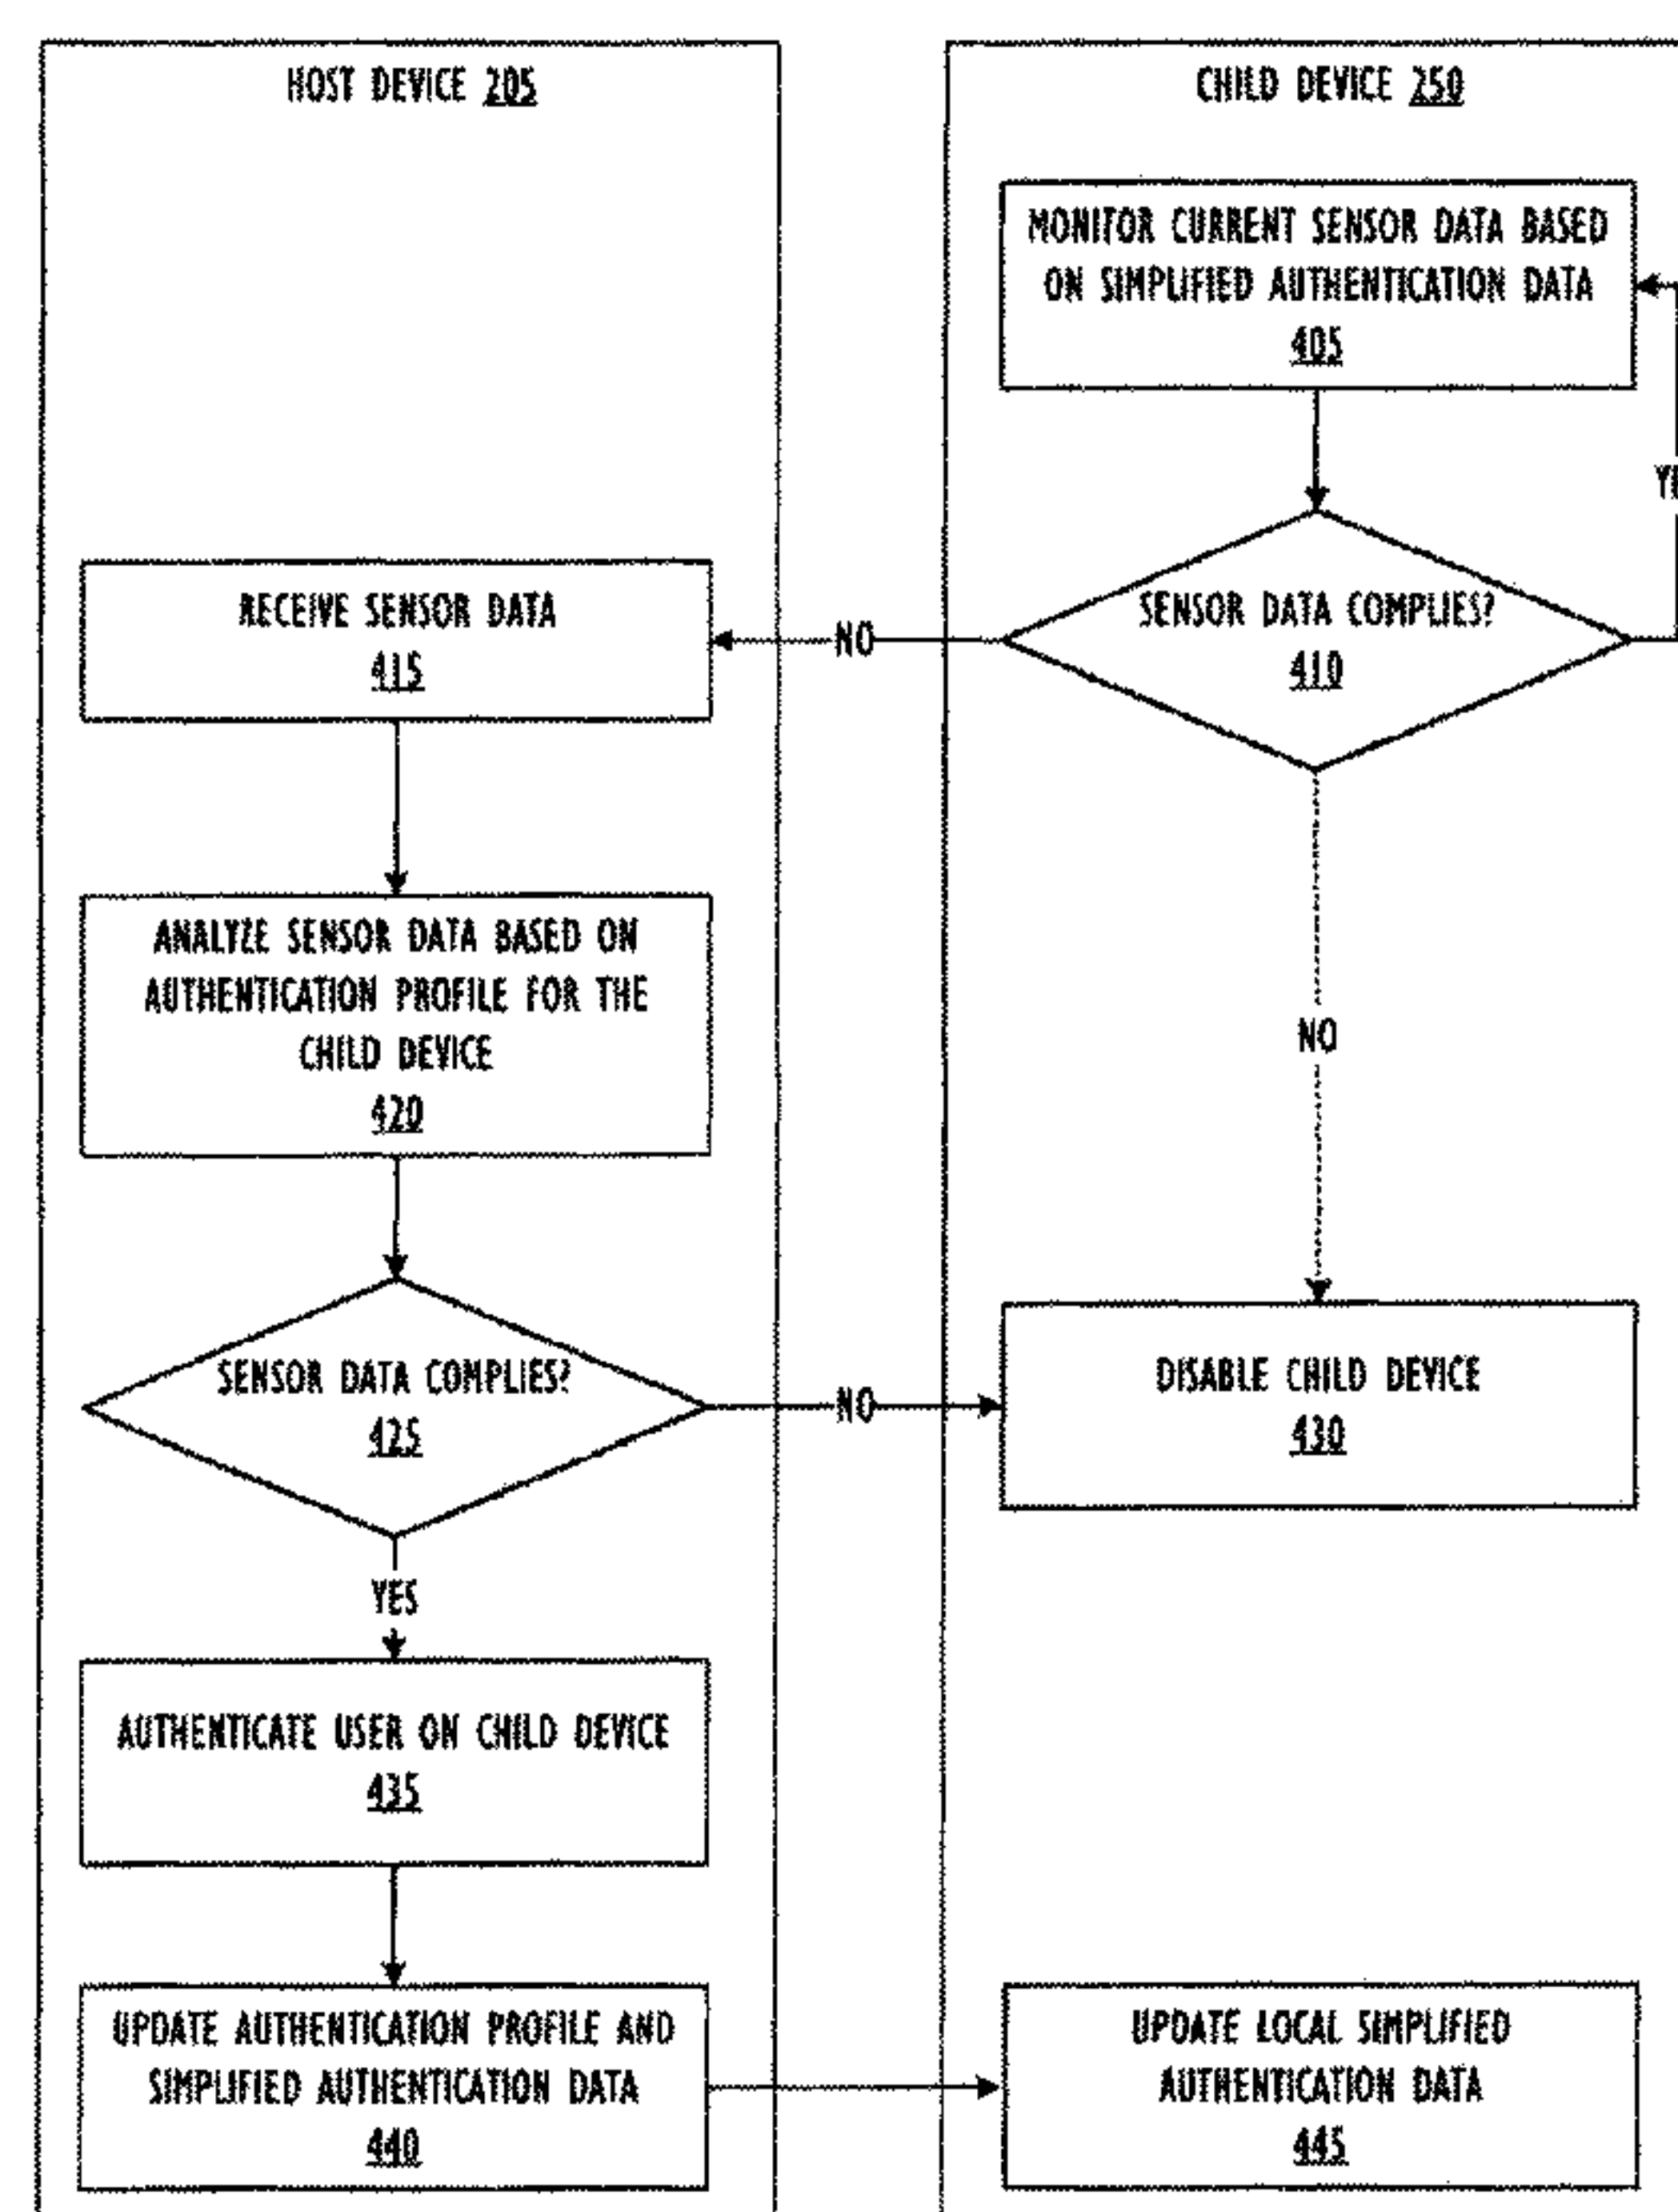 HOST DEVICE 205
CHILD DEVICE 250
MONITOR CURRENT SENSOR DATA BASED
ON SIMPLIFIED AUTHENTICATION DATA
405
SENSOR DATA COMPLIES?
410
NO
RECEIVE SENSOR DATA
415
ANALYZE SENSOR DATA BASED ON
AUTHENTICATION PROFILE FOR THE
CHILD DEVICE
420
NO
SENSOR DATA COMPLIES?
425
NO
DISABLE CHILD DEVICE
430
YES
AUTHENTICATE USER ON CHILD DEVICE
435
UPDATE AUTHENTICATION PROFILE AND
SIMPLIFIED AUTHENTICATION DATA
440
UPDATE LOCAL SIMPLIFIED
AUTHENTICATION DATA
445